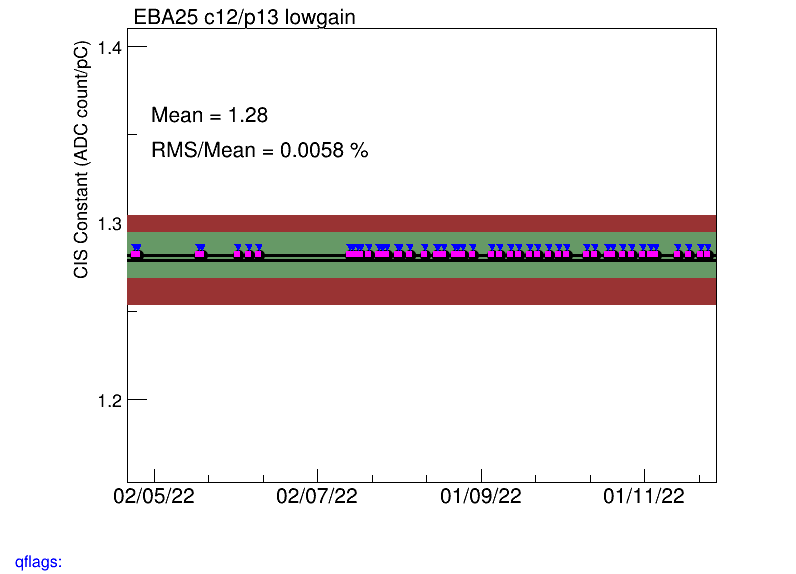 EBA25 c12/p13 lowgain
CIS Constant (ADC count/pC)
1.4
Mean = 1.28
RMS/Mean = 0.0058 %
1.3
1.2
02/05/22 02/07/22 01/09/22 01/11/22
qflags: